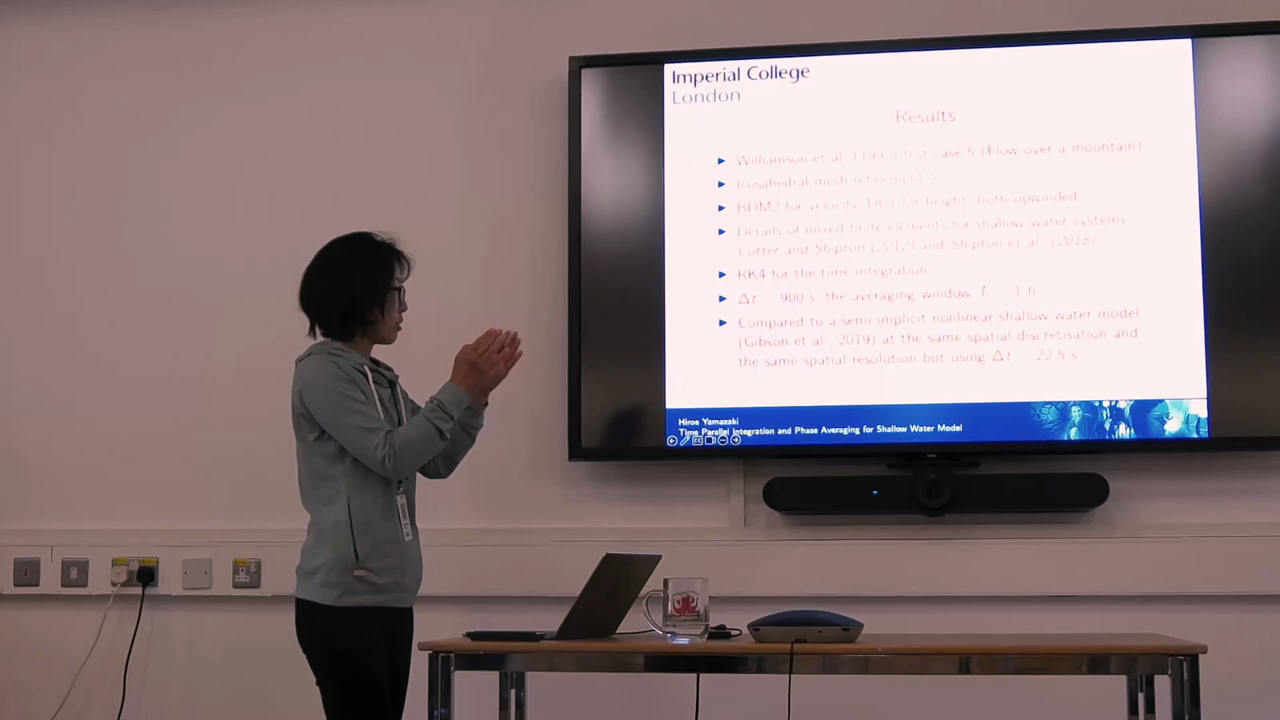 Imperial College
London
Results
Williamson et al. (1992) test case 5 (Flow over a mountain)
Icosahedral mesh refinement 5
BDM2 for velocity, DG1 for height, both upwinded
Details of mixed finite elements for shallow water systems
Cotter and Shipton (2012) and Shipton et al. (2018)
RK4 for the time integration
Δt 900 s the averaging window T 1 h
Compared to a semi implicit nonlinear shallow water model
(Gibson et al., 2019) at the same spatial discretisation and
the same spatial resolution but using Δt 22.5 s
Hiroe Yamazaki
Time Parallel Integration and Phase Averaging for Shallow Water Model